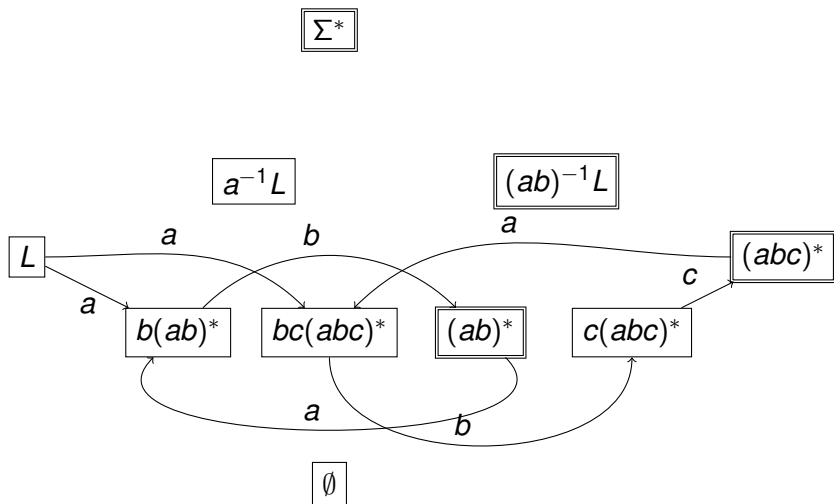 Σ*
a⁻¹L
(ab)⁻¹L
a
a
b
L
(abc)*
c
a
b(ab)*
bc(abc)*
(ab)*
c(abc)*
a
b
∅